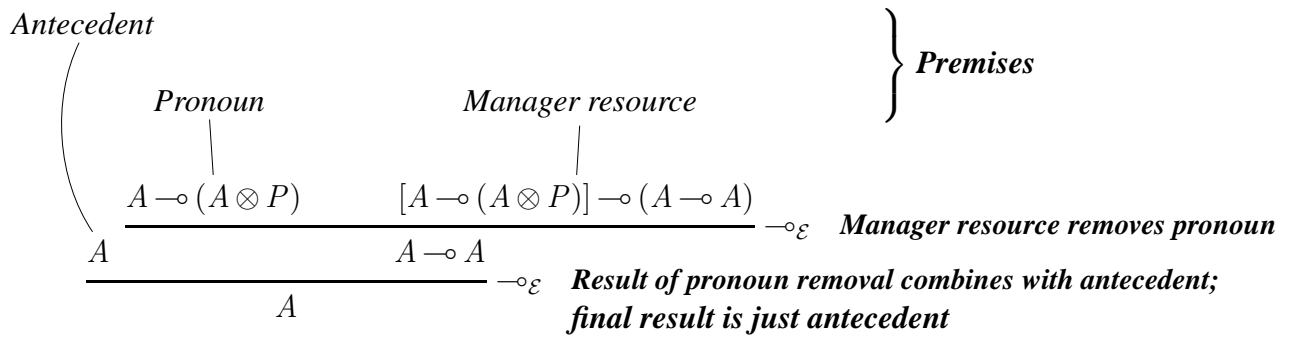 Antecedent
} Premises
Pronoun Manager resource
A ⊸ (A ⊗ P) [A ⊸ (A ⊗ P)] ⊸ (A ⊸ A)
⊸ℰ Manager resource removes pronoun
A A ⊸ A
⊸ℰ Result of pronoun removal combines with antecedent;
A final result is just antecedent